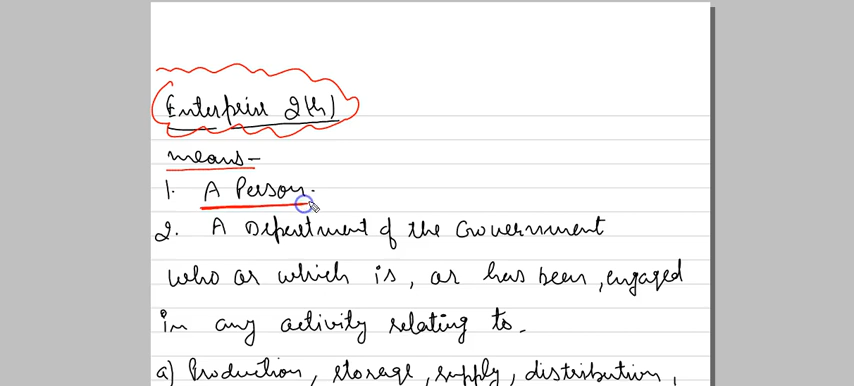 Enterprise 2(h)
means-
1. A Person.
2. A Department of the Government
who or which is, or has been, engaged
in any activity relating to.
a) Production, storage, supply, distribution,